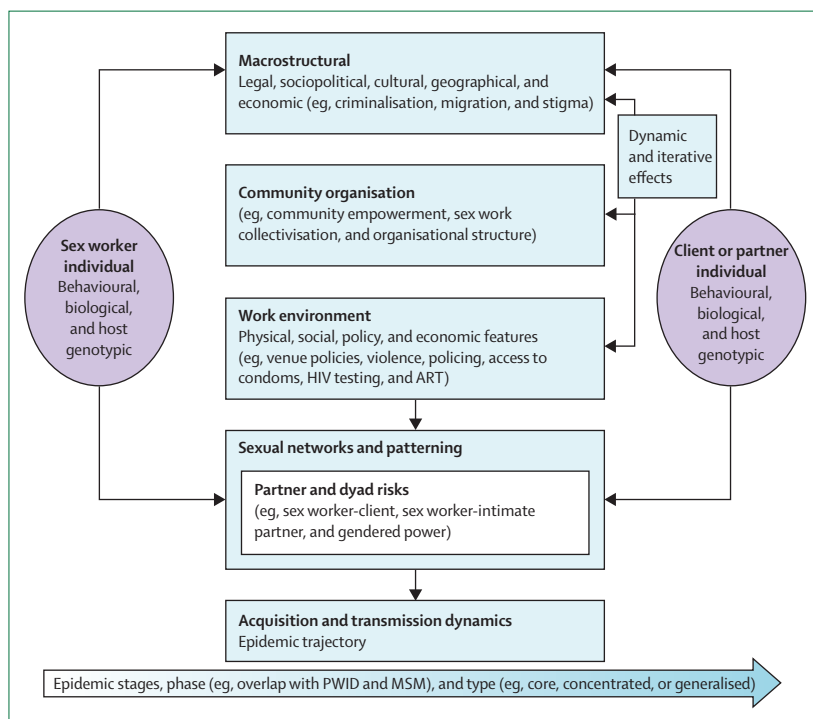 Macrostructural
Legal, sociopolitical, cultural, geographical, and
economic (eg, criminalisation, migration, and stigma)
Dynamic
and iterative
effects
Community organisation
(eg, community empowerment, sex work
collectivisation, and organisational structure)
Sex worker
individual
Behavioural,
biological,
and host
genotypic
Client or partner
individual
Behavioural,
biological,
and host
genotypic
Work environment
Physical, social, policy, and economic features
(eg, venue policies, violence, policing, access to
condoms, HIV testing, and ART)
Sexual networks and patterning
Partner and dyad risks
(eg, sex worker-client, sex worker-intimate
partner, and gendered power)
Acquisition and transmission dynamics
Epidemic trajectory
Epidemic stages, phase (eg, overlap with PWID and MSM), and type (eg, core, concentrated, or generalised)